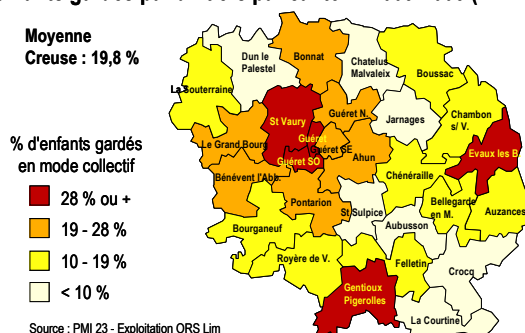 Moyenne
Creuse : 19,8 %
% d'enfants gardés
en mode collectif
28 % ou +
19 - 28 %
10 - 19 %
< 10 %
Source : PMI 23 - Exploitation ORS Lim
Dun le
Palestel
Bonnat
Chatelus
Malvaleix
Boussac
La Souterraine
St Vaury
Guéret N.
Jarnages
Chambon
s/ V.
Le Grand Bourg
Guéret
Guéret SE
Guéret SO
Ahun
Evaux les B
Bénévent l'Abb.
Chénéraille
Pontarion
St Sulpice
Bellegarde
en M.
Auzances
Bourganeuf
Aubusson
Royère de V.
Felletin
Crocq
Gentioux
Pigerolles
La Courtine